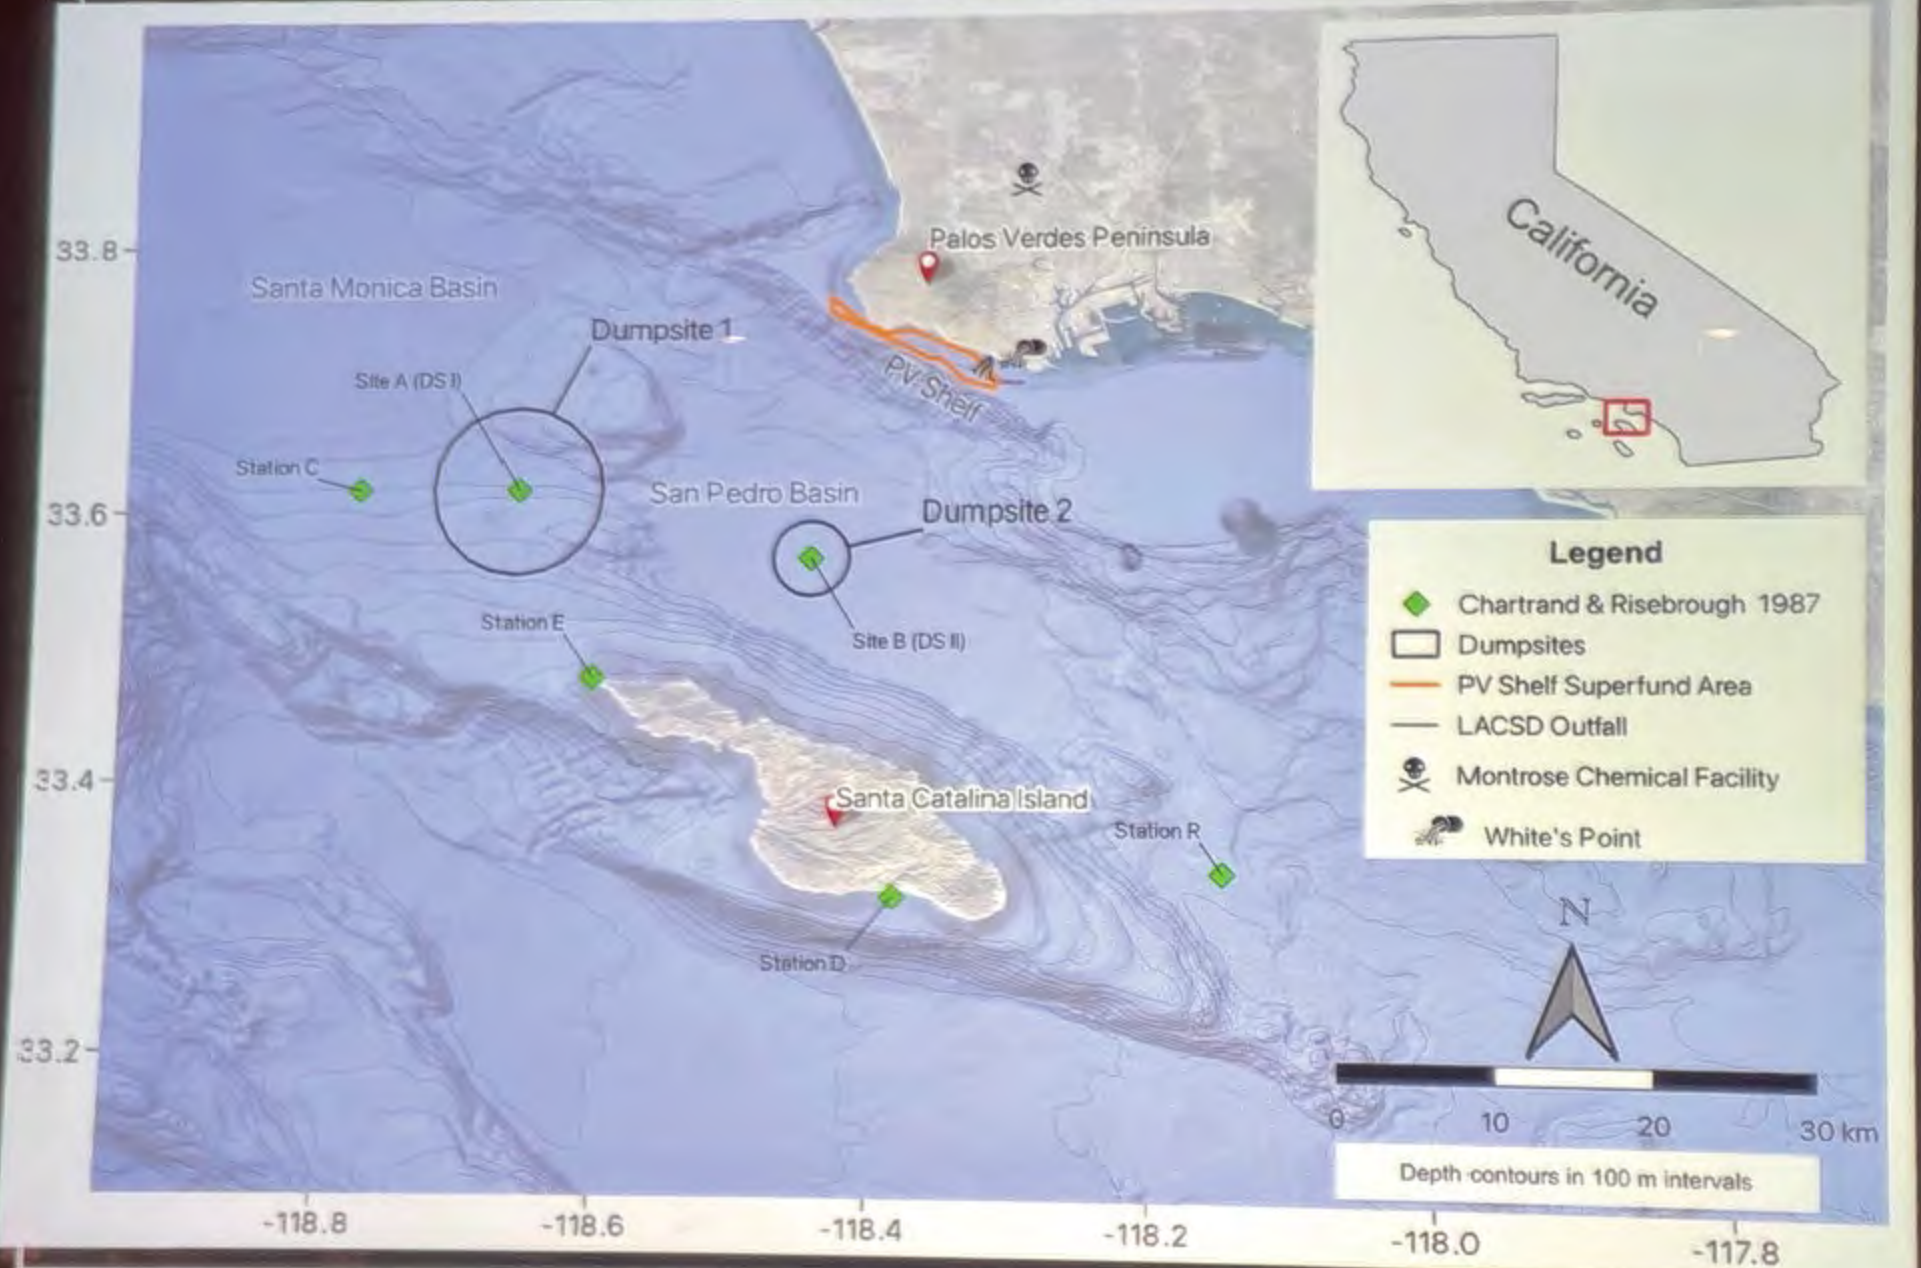 California
33.8
Palos Verdes Peninsula
Santa Monica Basin
Dumpsite 1
Site A (DS I)
PV Shelf
Station C
San Pedro Basin
33.6
Dumpsite 2
Legend
Chartrand & Risebrough 1987
Dumpsites
PV Shelf Superfund Area
LACSD Outfall
Montrose Chemical Facility
White's Point
Station E
Site B (DS II)
33.4
Santa Catalina Island
Station R
Station D
N
33.2
0 10 20 30 km
Depth contours in 100 m intervals
-118.8 -118.6 -118.4 -118.2 -118.0 -117.8